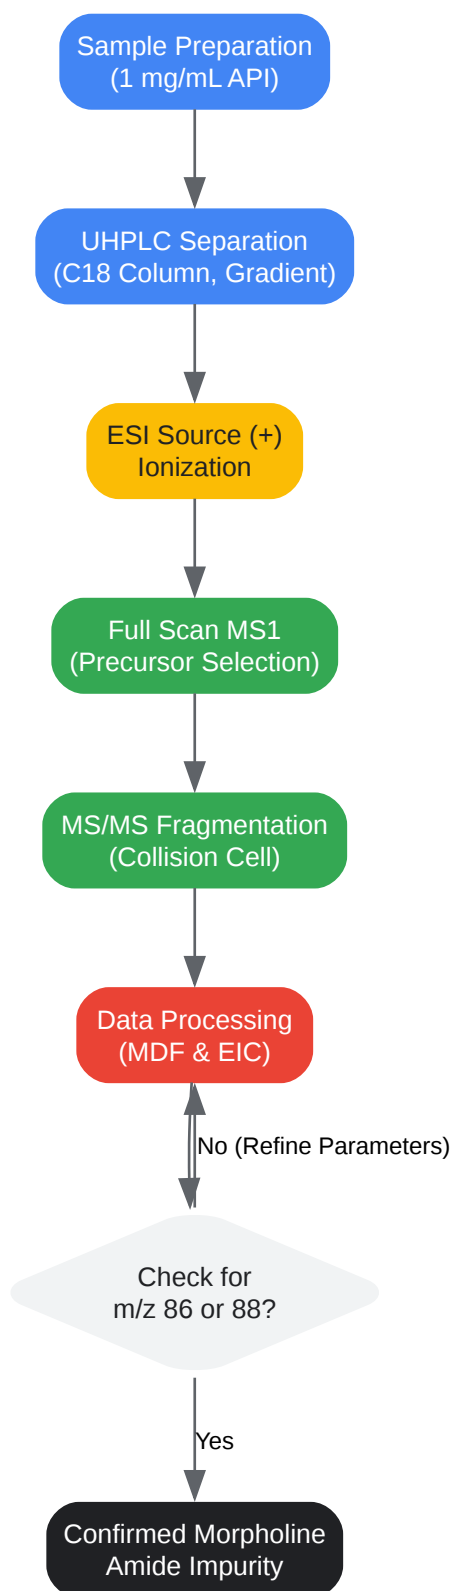 Sample Preparation
(1 mg/mL API)
UHPLC Separation
(C18 Column, Gradient)
ESI Source (+)
Ionization
Full Scan MS1
(Precursor Selection)
MS/MS Fragmentation
(Collision Cell)
Data Processing
(MDF & EIC)
No (Refine Parameters)
Check for
m/z 86 or 88?
Yes
Confirmed Morpholine
Amide Impurity